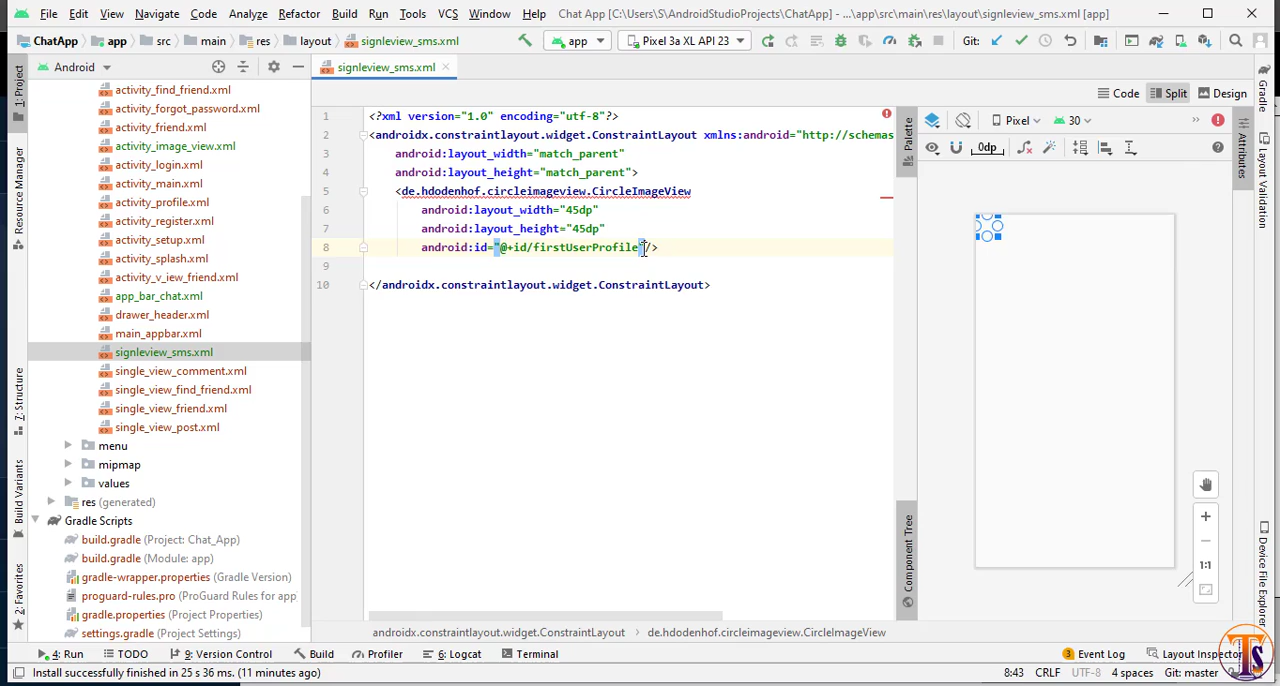 File Edit View Navigate Code Analyze Refactor Build Run Tools VCS Window Help Chat App [C:\Users\S\AndroidStudioProjects\ChatApp] - ...\app\src\main\res\layout\signleview_sms.xml [app]
ChatApp app src main res layout signleview_sms.xml app Pixel 3a XL API 23 Git:
Android signleview_sms.xml
Code Split Design
1: Project
Resource Manager
7: Structure
Build Variants
2: Favorites
activity_find_friend.xml
activity_forgot_password.xml
activity_friend.xml
activity_image_view.xml
activity_login.xml
activity_main.xml
activity_profile.xml
activity_register.xml
activity_setup.xml
activity_splash.xml
activity_v_iew_friend.xml
app_bar_chat.xml
drawer_header.xml
main_appbar.xml
signleview_sms.xml
single_view_comment.xml
single_view_find_friend.xml
single_view_friend.xml
single_view_post.xml
menu
mipmap
values
res (generated)
Gradle Scripts
build.gradle (Project: Chat_App)
build.gradle (Module: app)
gradle-wrapper.properties (Gradle Version)
proguard-rules.pro (ProGuard Rules for app
gradle.properties (Project Properties)
settings.gradle (Project Settings)
1 <?xml version="1.0" encoding="utf-8"?>
2 <androidx.constraintlayout.widget.ConstraintLayout xmlns:android="http://schemas
3 android:layout_width="match_parent"
4 android:layout_height="match_parent">
5 <de.hdodenhof.circleimageview.CircleImageView
6 android:layout_width="45dp"
7 android:layout_height="45dp"
8 android:id="@+id/firstUserProfile"/>
9
10 </androidx.constraintlayout.widget.ConstraintLayout>
androidx.constraintlayout.widget.ConstraintLayout de.hdodenhof.circleimageview.CircleImageView
Palette
Component Tree
Pixel 30
0dp
1:1
Attributes
Gradle
Layout Validation
Device File Explorer
4: Run TODO 9: Version Control Build Profiler 6: Logcat Terminal 3 Event Log Layout Inspector
Install successfully finished in 25 s 36 ms. (11 minutes ago) 8:43 CRLF UTF-8 4 spaces Git: master
TS